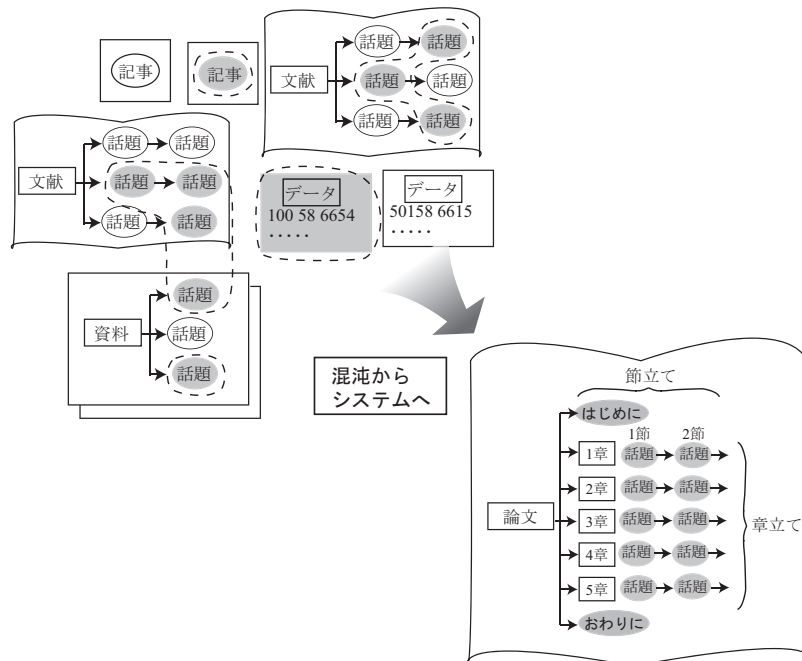 記事
記事
文献
話題
話題
話題
話題
話題
話題
文献
話題
話題
話題
話題
話題
話題
データ
100 58 6654
・・・・・
データ
50158 6615
・・・・・
資料
話題
話題
話題
混沌から
システムへ
節立て
はじめに
1節 2節
論文
1章 話題 話題
2章 話題 話題
3章 話題 話題
4章 話題 話題
5章 話題 話題
おわりに
章立て